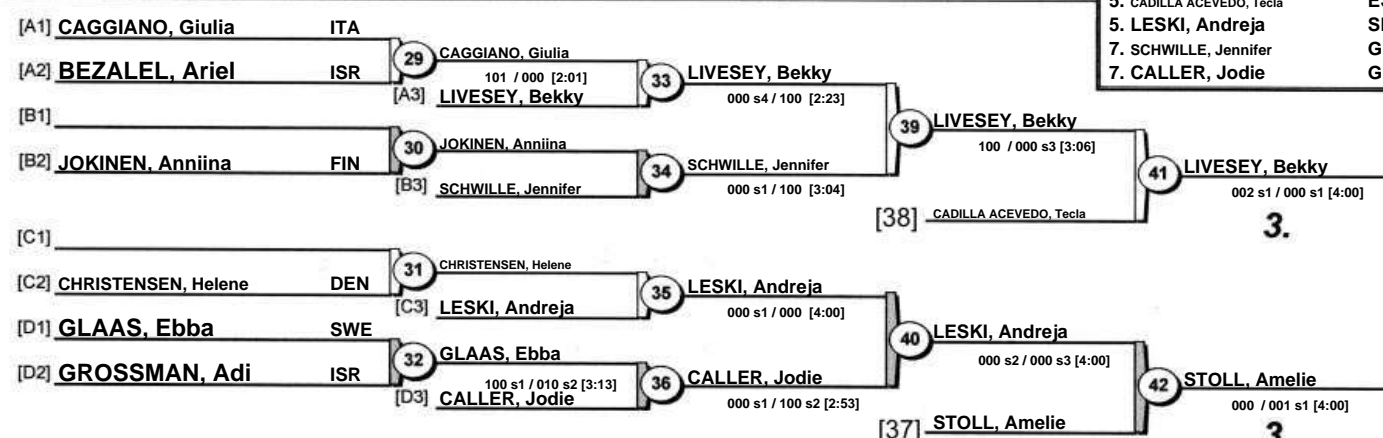 5. CADILLA ACEVEDO, Tecla
5. LESKI, Andreja
7. SCHWILLE, Jennifer
7. CALLER, Jodie
[A1] CAGGIANO, Giulia ITA
29 CAGGIANO, Giulia
[A2] BEZALEL, Ariel ISR
101 / 000 [2:01]
33 LIVESEY, Bekky
[A3] LIVESEY, Bekky
000 s4 / 100 [2:23]
[B1]
39 LIVESEY, Bekky
30 JOKINEN, Anniina
100 / 000 s3 [3:06]
[B2] JOKINEN, Anniina FIN
34 SCHWILLE, Jennifer
41 LIVESEY, Bekky
[B3] SCHWILLE, Jennifer
000 s1 / 100 [3:04]
002 s1 / 000 s1 [4:00]
[38] CADILLA ACEVEDO, Tecla
3.
[C1]
31 CHRISTENSEN, Helene
[C2] CHRISTENSEN, Helene DEN
35 LESKI, Andreja
[C3] LESKI, Andreja
000 s1 / 000 [4:00]
[D1] GLAAS, Ebba SWE
40 LESKI, Andreja
32 GLAAS, Ebba
000 s2 / 000 s3 [4:00]
[D2] GROSSMAN, Adi ISR
100 s1 / 010 s2 [3:13]
36 CALLER, Jodie
42 STOLL, Amelie
[D3] CALLER, Jodie
000 s1 / 100 s2 [2:53]
000 / 001 s1 [4:00]
[37] STOLL, Amelie
3.